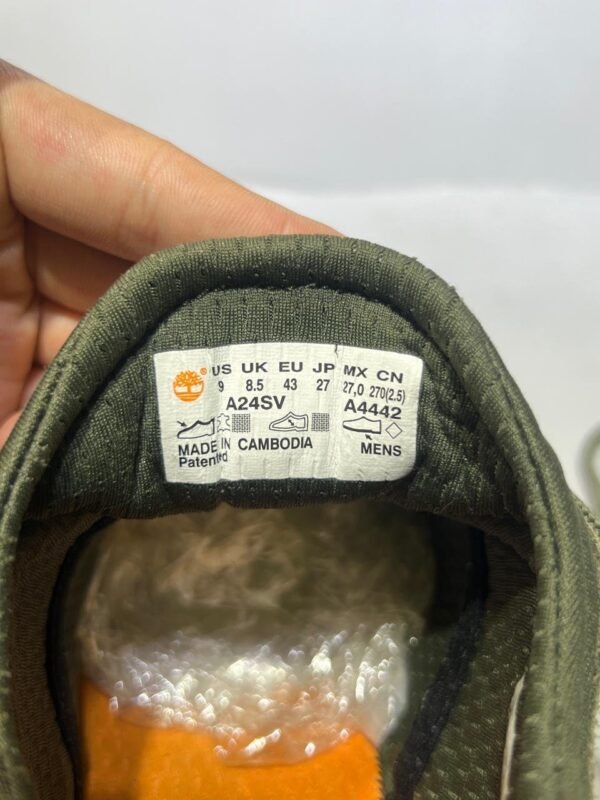 ® US UK EU JP MX CN
9 8.5 43 27 27,0 270(2.5)
A24SV A4442
MADE IN CAMBODIA MENS
Patented